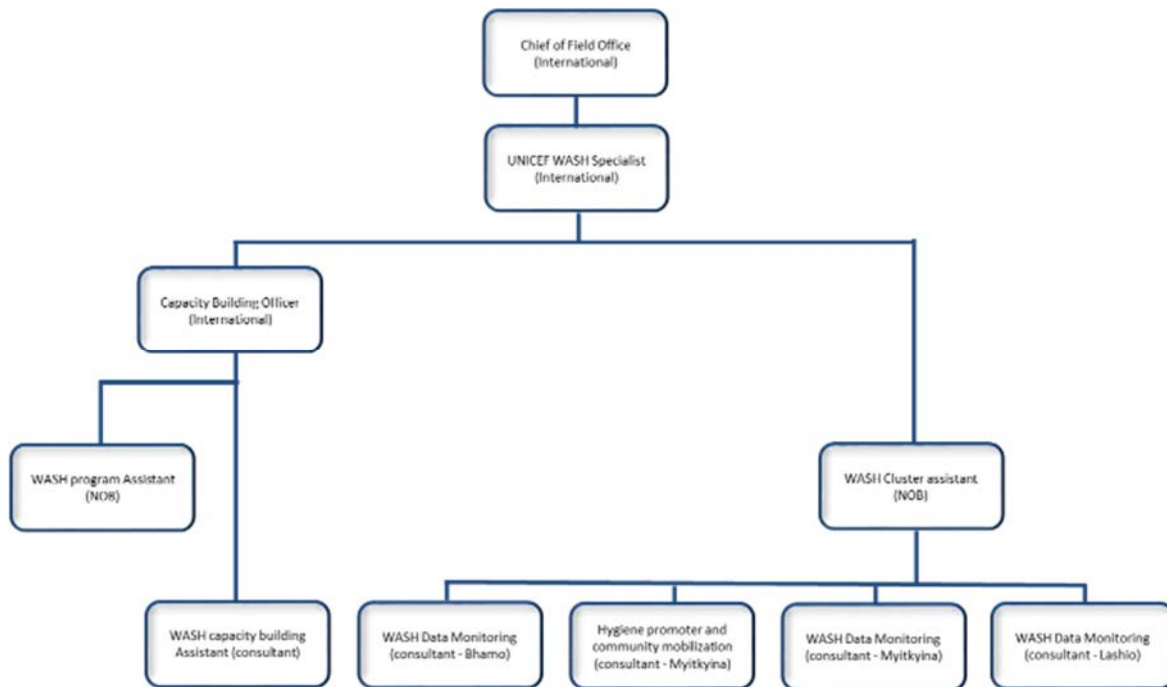 Chief of Field Office
(International)
UNICEF WASH Specialist
(International)
Capacity Building Officer
(International)
WASH program Assistant
(NOB)
WASH Cluster assistant
(NOB)
WASH capacity building
Assistant (consultant)
WASH Data Monitoring
(consultant - Bhamo)
Hygiene promoter and
community mobilization
(consultant - Myitkyina)
WASH Data Monitoring
(consultant - Myitkyina)
WASH Data Monitoring
(consultant - Lashio)